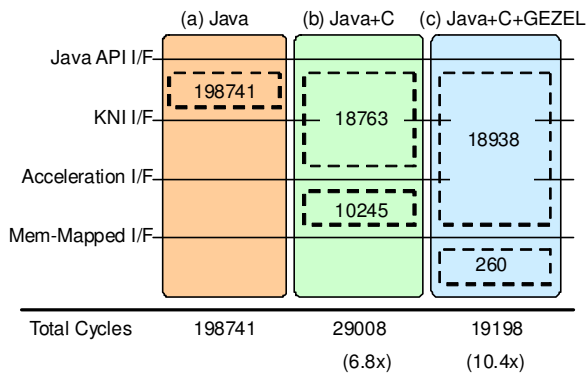 (a) Java (b) Java+C (c) Java+C+GEZEL
Java API I/F
198741
KNI I/F 18763
18938
Acceleration I/F
10245
Mem-Mapped I/F
260
Total Cycles 198741 29008 19198
(6.8x) (10.4x)